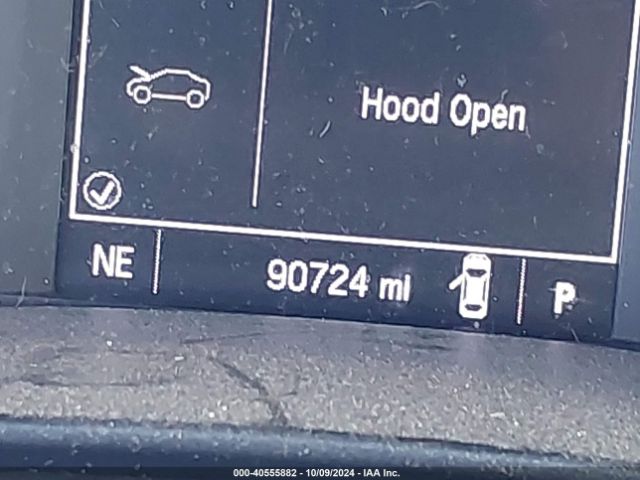 Hood Open
NE 90724 mi P
000-40555882 - 10/09/2024 - IAA Inc.